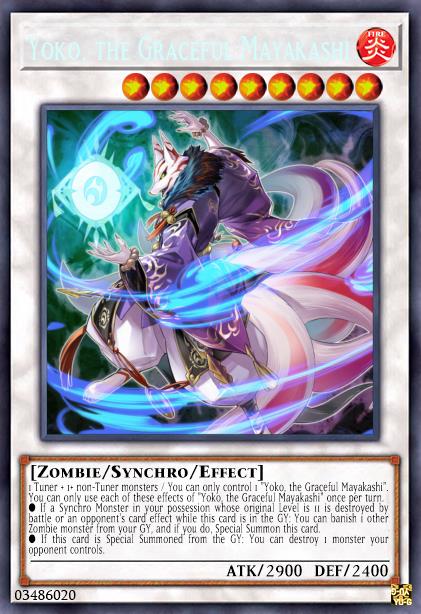 Yoko, the Graceful Mayakashi
FIRE
炎
[Zombie/Synchro/Effect]
1 Tuner + 1+ non-Tuner monsters / You can only control 1 "Yoko, the Graceful Mayakashi".
You can only use each of these effects of "Yoko, the Graceful Mayakashi" once per turn.
● If a Synchro Monster in your possession whose original Level is 11 is destroyed by
battle or an opponent's card effect while this card is in the GY: You can banish 1 other
Zombie monster from your GY, and if you do, Special Summon this card.
● If this card is Special Summoned from the GY: You can destroy 1 monster your
opponent controls.
ATK/2900 DEF/2400
03486020